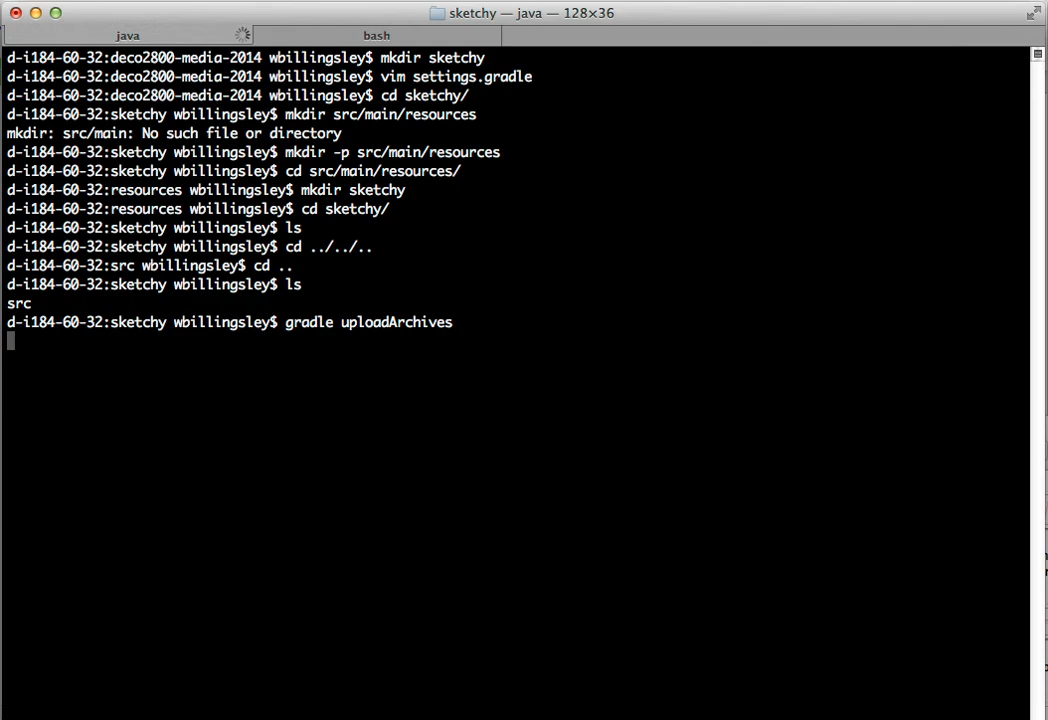 sketchy — java — 128×36
java
bash
d-i184-60-32:deco2800-media-2014 wbillingsley$ mkdir sketchy
d-i184-60-32:deco2800-media-2014 wbillingsley$ vim settings.gradle
d-i184-60-32:deco2800-media-2014 wbillingsley$ cd sketchy/
d-i184-60-32:sketchy wbillingsley$ mkdir src/main/resources
mkdir: src/main: No such file or directory
d-i184-60-32:sketchy wbillingsley$ mkdir -p src/main/resources
d-i184-60-32:sketchy wbillingsley$ cd src/main/resources/
d-i184-60-32:resources wbillingsley$ mkdir sketchy
d-i184-60-32:resources wbillingsley$ cd sketchy/
d-i184-60-32:sketchy wbillingsley$ ls
d-i184-60-32:sketchy wbillingsley$ cd ../../..
d-i184-60-32:src wbillingsley$ cd ..
d-i184-60-32:sketchy wbillingsley$ ls
src
d-i184-60-32:sketchy wbillingsley$ gradle uploadArchives